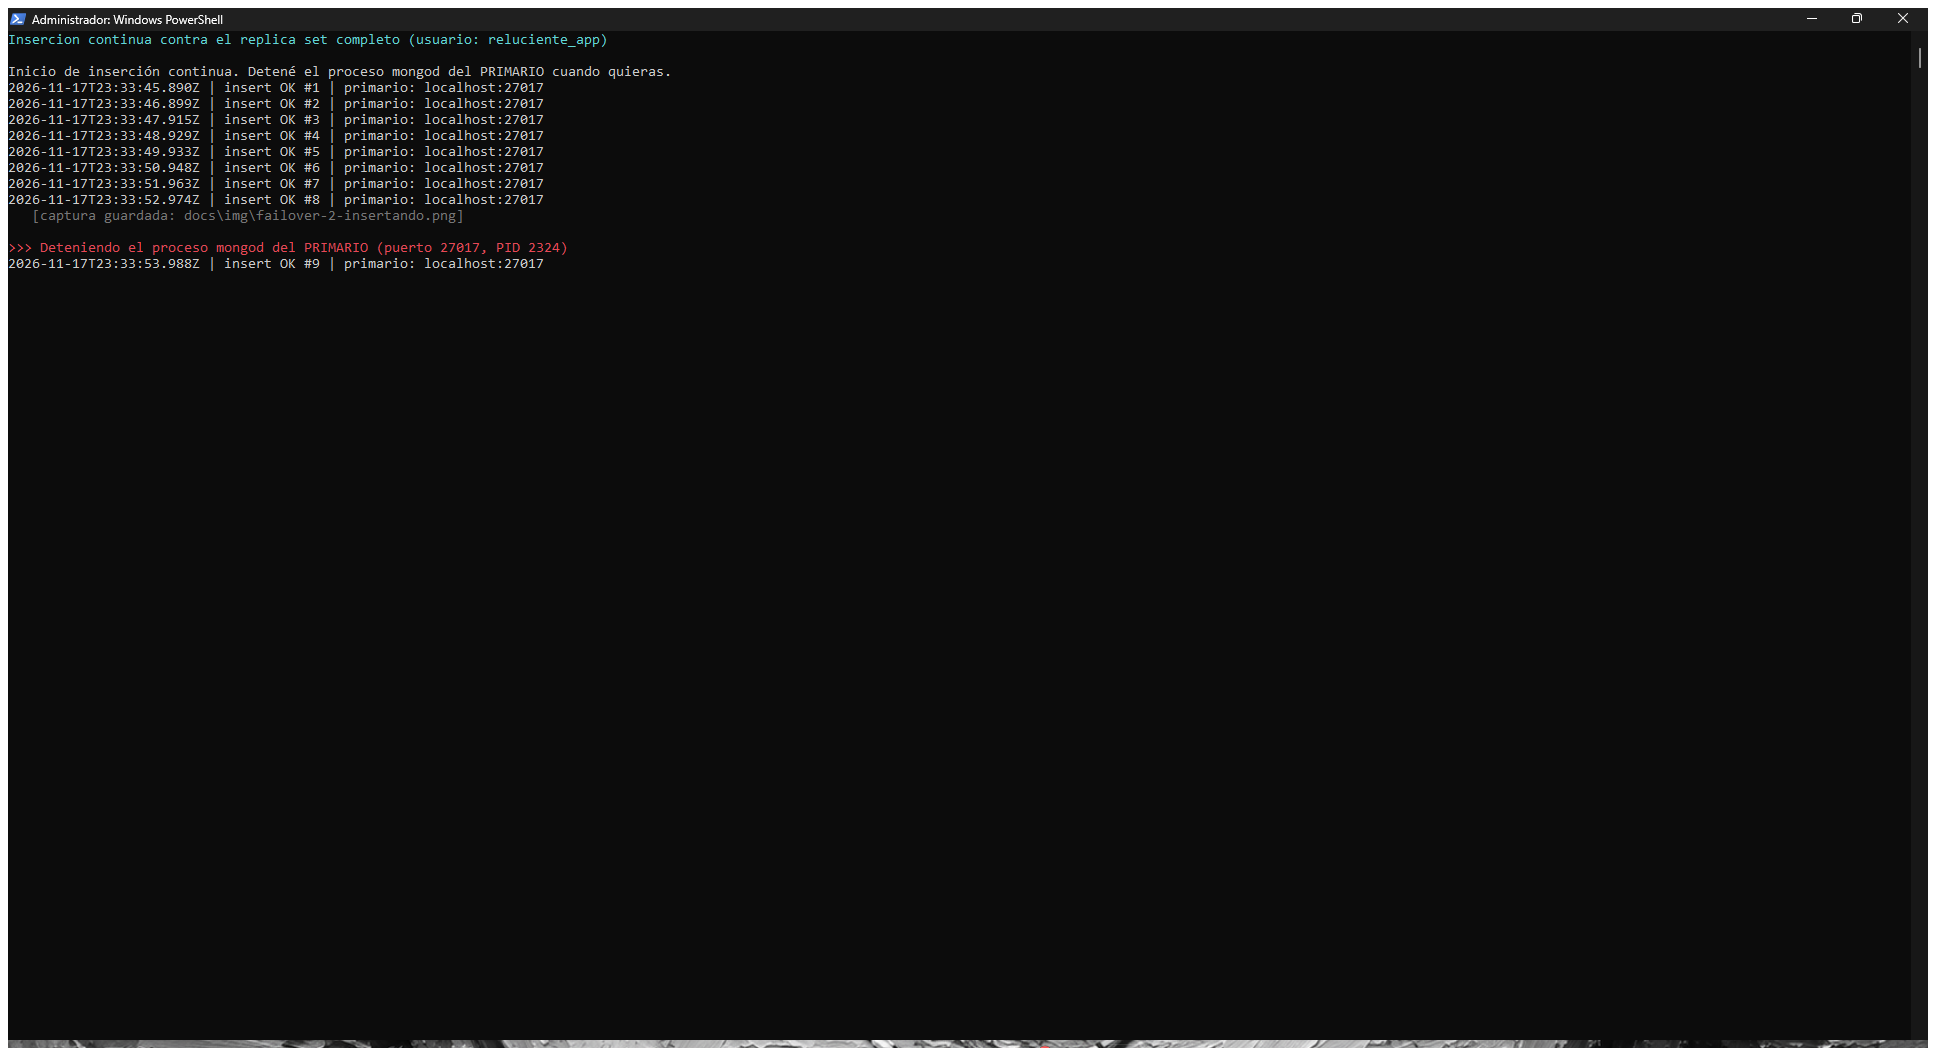 Administrador: Windows PowerShell
Insercion continua contra el replica set completo (usuario: reluciente_app)
Inicio de inserción continua. Detené el proceso mongod del PRIMARIO cuando quieras.
2026-11-17T23:33:45.890Z | insert OK #1 | primario: localhost:27017
2026-11-17T23:33:46.899Z | insert OK #2 | primario: localhost:27017
2026-11-17T23:33:47.915Z | insert OK #3 | primario: localhost:27017
2026-11-17T23:33:48.929Z | insert OK #4 | primario: localhost:27017
2026-11-17T23:33:49.933Z | insert OK #5 | primario: localhost:27017
2026-11-17T23:33:50.948Z | insert OK #6 | primario: localhost:27017
2026-11-17T23:33:51.963Z | insert OK #7 | primario: localhost:27017
2026-11-17T23:33:52.974Z | insert OK #8 | primario: localhost:27017
[captura guardada: docs\img\failover-2-insertando.png]
>>> Deteniendo el proceso mongod del PRIMARIO (puerto 27017, PID 2324)
2026-11-17T23:33:53.988Z | insert OK #9 | primario: localhost:27017